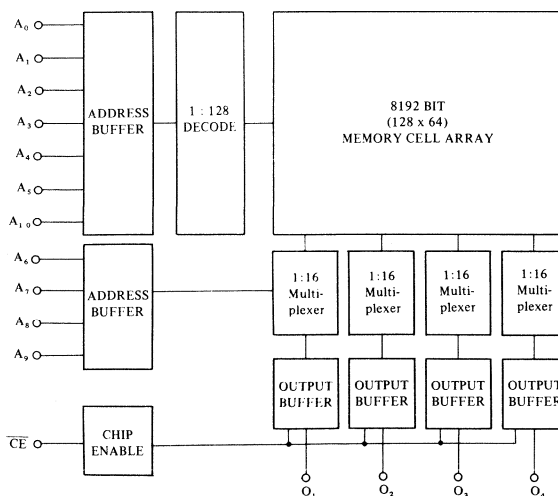 A0
A1
A2
A3
A4
A5
A10
ADDRESS
BUFFER
1 : 128
DECODE
8192 BIT
(128 x 64)
MEMORY CELL ARRAY
A6
A7
A8
A9
ADDRESS
BUFFER
1:16
Multi-
plexer
1:16
Multi-
plexer
1:16
Multi-
plexer
1:16
Multi-
plexer
OUTPUT
BUFFER
OUTPUT
BUFFER
OUTPUT
BUFFER
OUTPUT
BUFFER
CE
CHIP
ENABLE
O1
O2
O3
O4